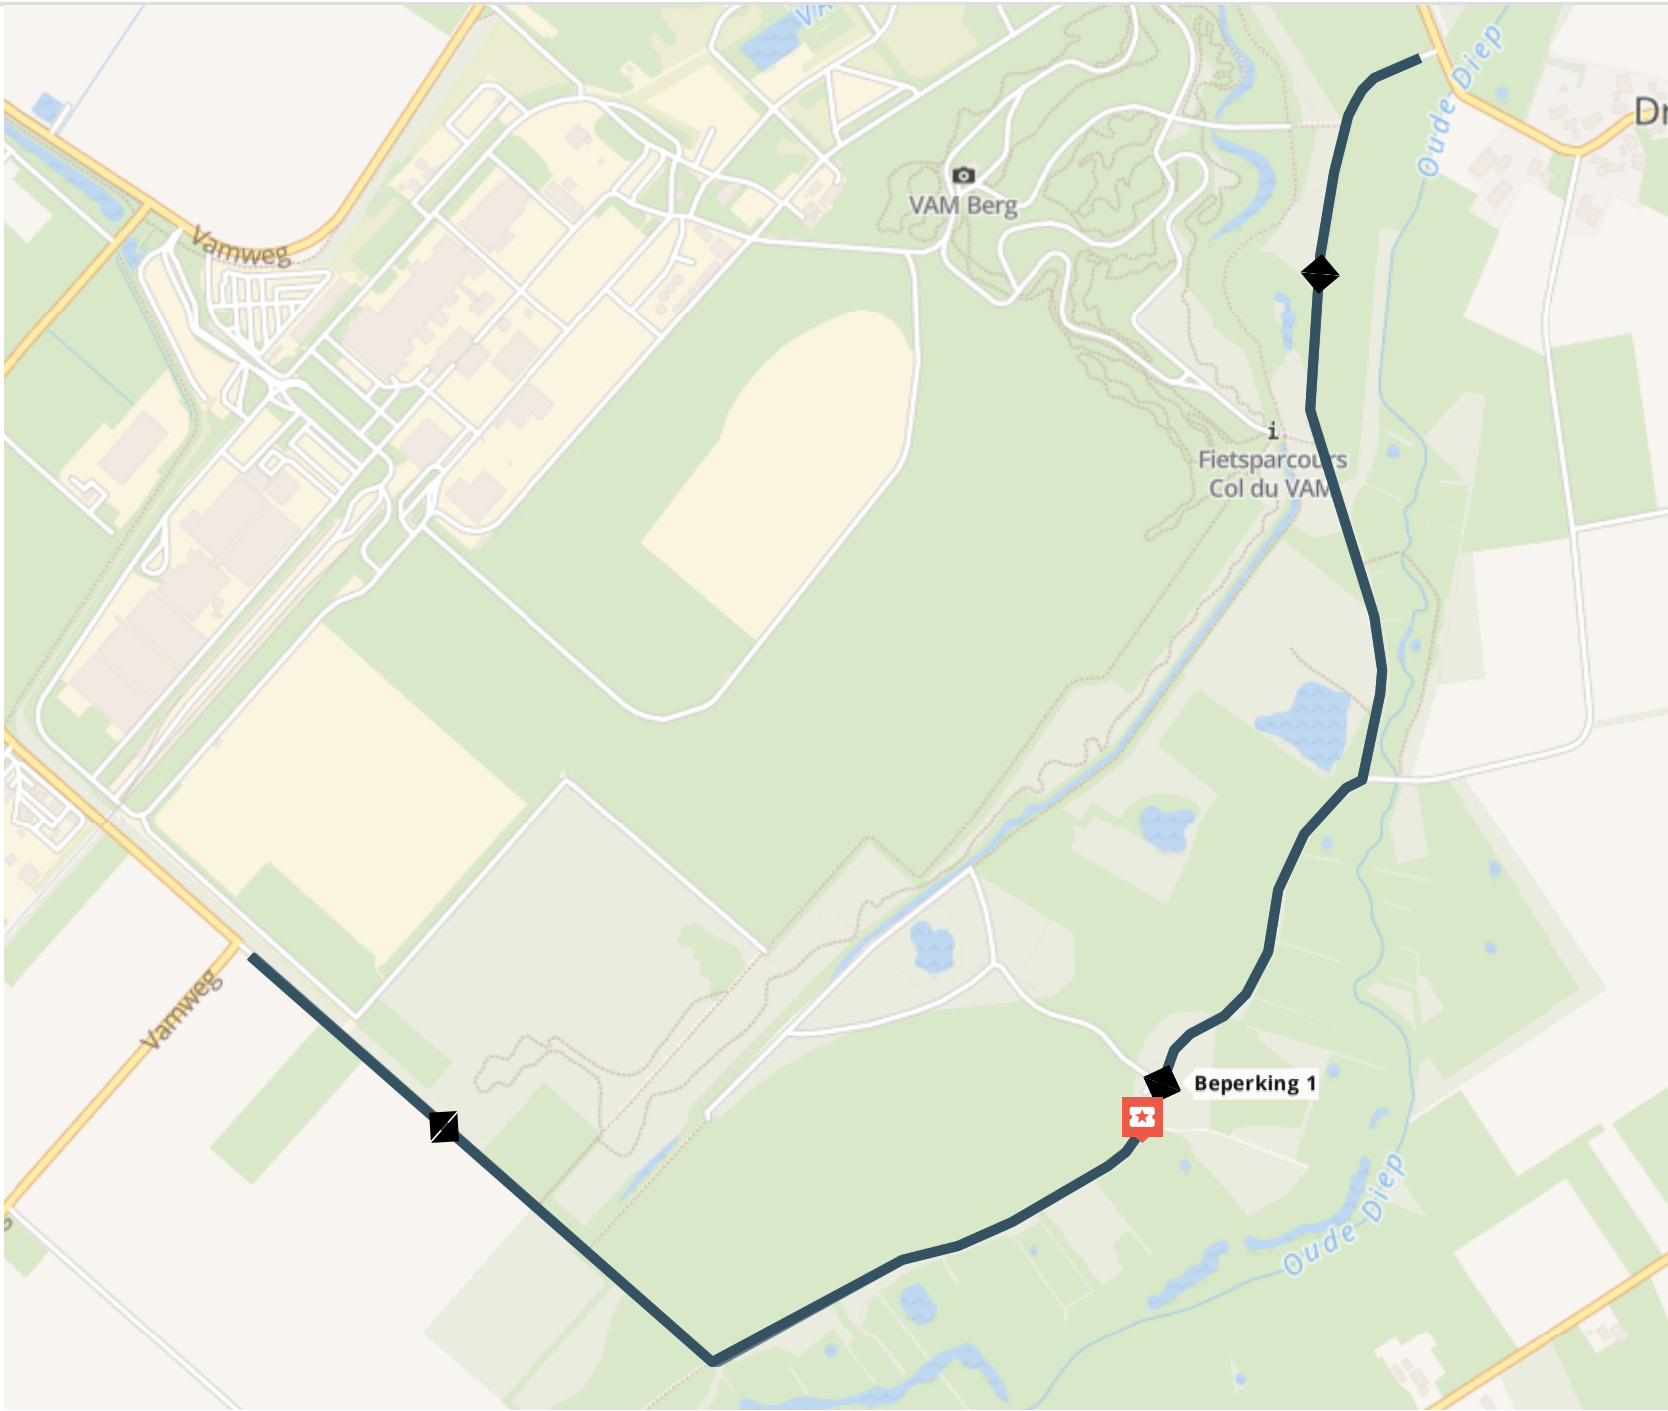 Oude Diep
VAM Berg
Vamweg
i
Fietsparcours
Col du VAM
Vamweg
Beperking 1
Oude Diep